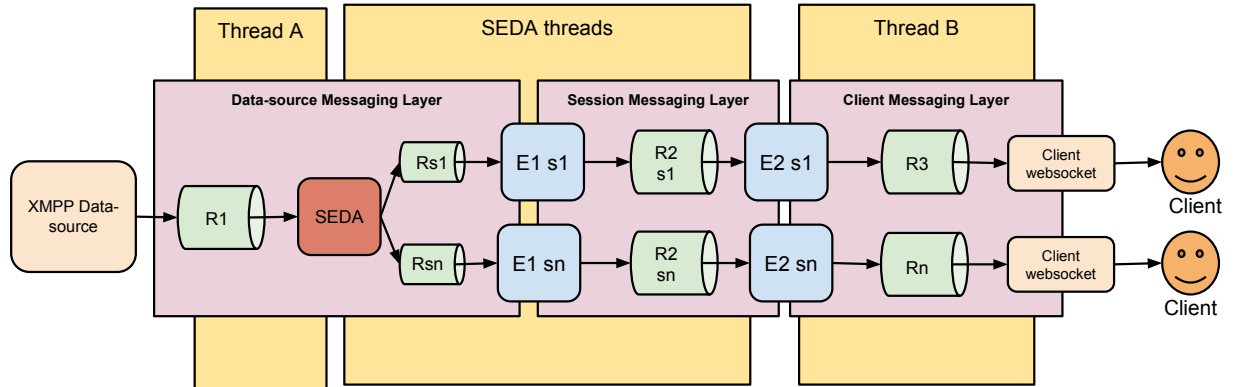 Thread A
SEDA threads
Thread B
Data-source Messaging Layer
Session Messaging Layer
Client Messaging Layer
XMPP Data-
source
R1
SEDA
Rs1
E1 s1
R2
s1
E2 s1
R3
Client
websocket
Client
Rsn
E1 sn
R2
sn
E2 sn
Rn
Client
websocket
Client